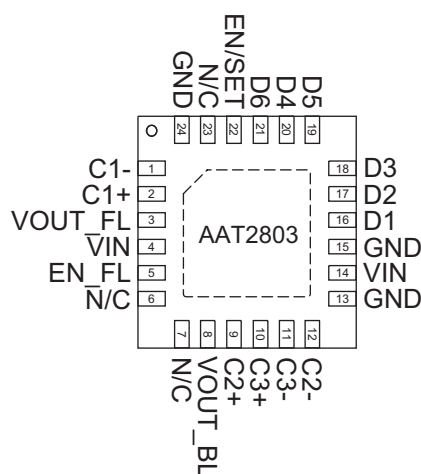 GND
N/C
EN/SET
D6
D4
D5
24
23
22
21
20
19
C1-
1
C1+
2
VOUT_FL
3
VIN
4
EN_FL
5
N/C
6
AAT2803
18
D3
17
D2
16
D1
15
GND
14
VIN
13
GND
7
8
9
10
11
12
N/C
VOUT_BL
C2+
C3+
C3-
C2-